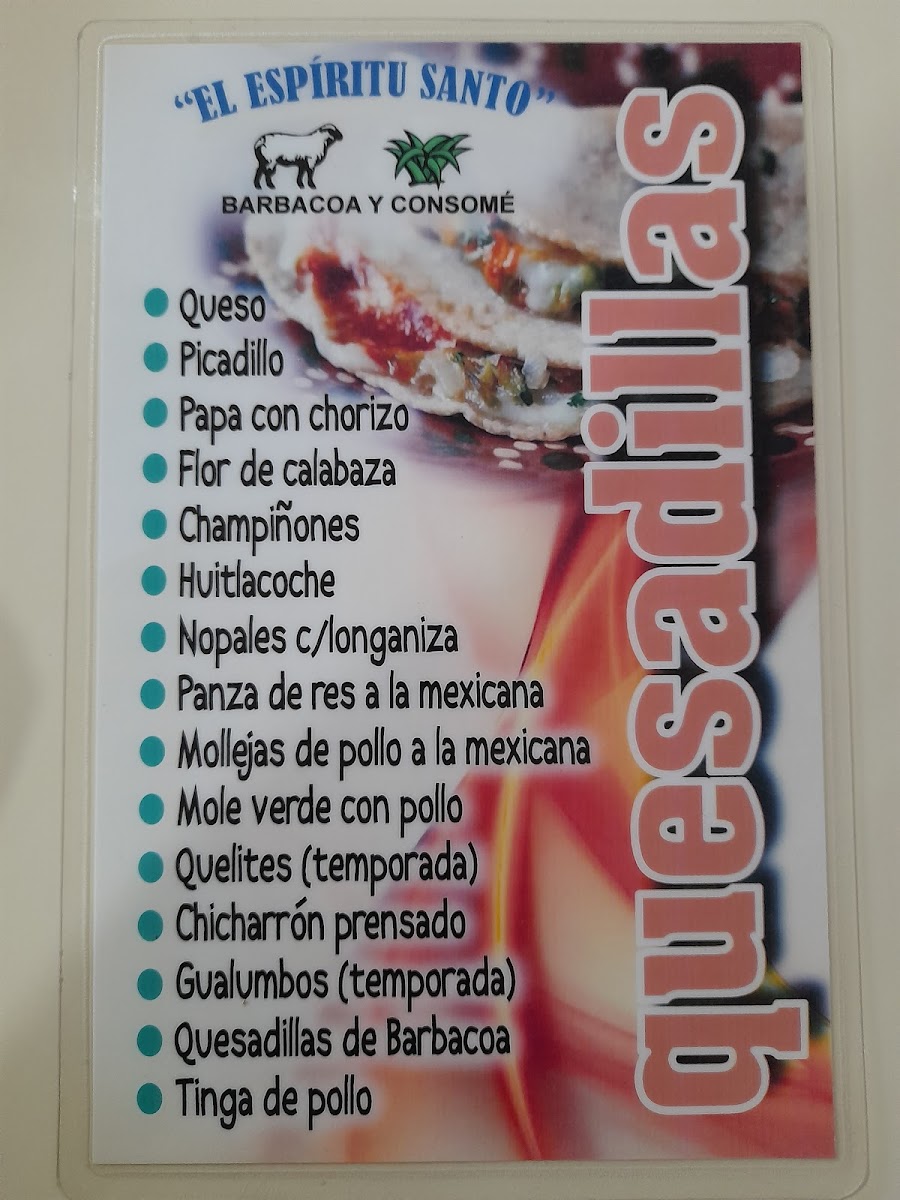 "EL ESPÍRITU SANTO"
BARBACOA Y CONSOMÉ
Queso
Picadillo
Papa con chorizo
Flor de calabaza
Champiñones
Huitlacoche
Nopales c/longaniza
Panza de res a la mexicana
Mollejas de pollo a la mexicana
Mole verde con pollo
Quelites (temporada)
Chicharrón prensado
Gualumbos (temporada)
Quesadillas de Barbacoa
Tinga de pollo
quesadillas